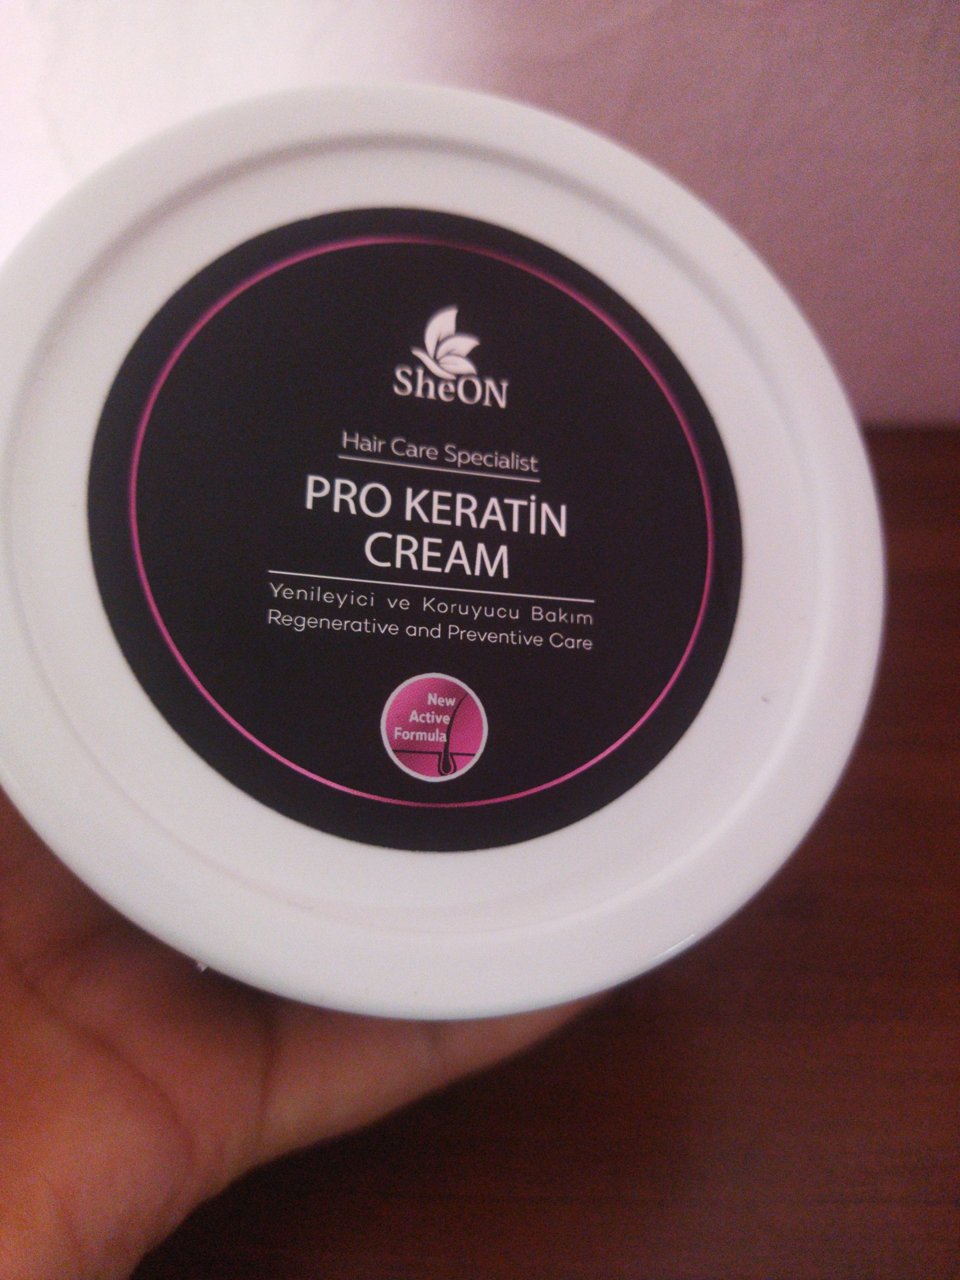 SheON
Hair Care Specialist
PRO KERATİN
CREAM
Yenileyici ve Koruyucu Bakım
Regenerative and Preventive Care
New
Active
Formula